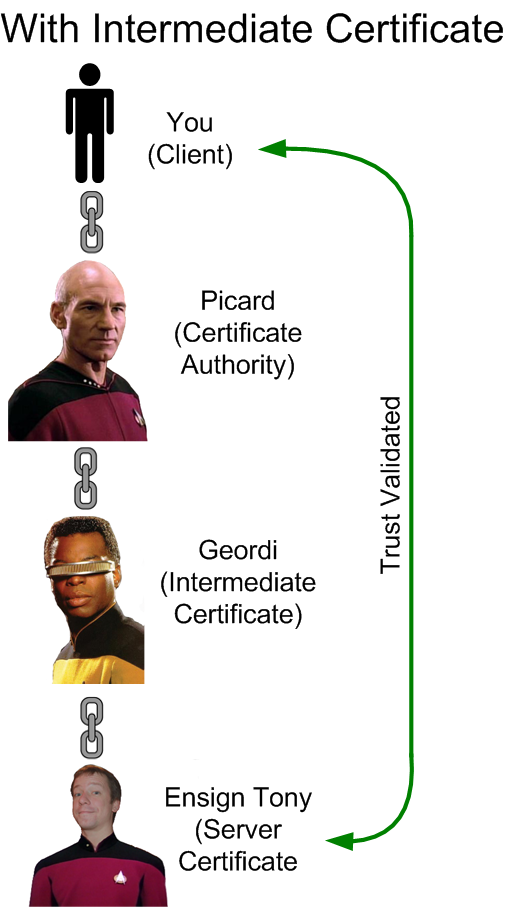 With Intermediate Certificate
You
(Client)
Picard
(Certificate
Authority)
Trust Validated
Geordi
(Intermediate
Certificate)
Ensign Tony
(Server
Certificate